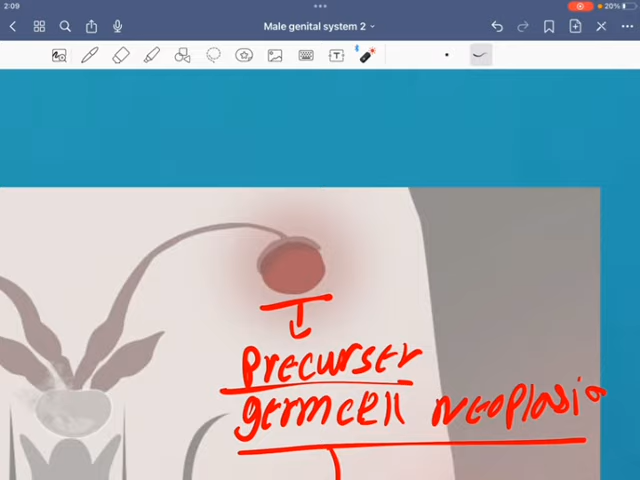 2:09
20%
Male genital system 2
precurser
germcell neoplasia